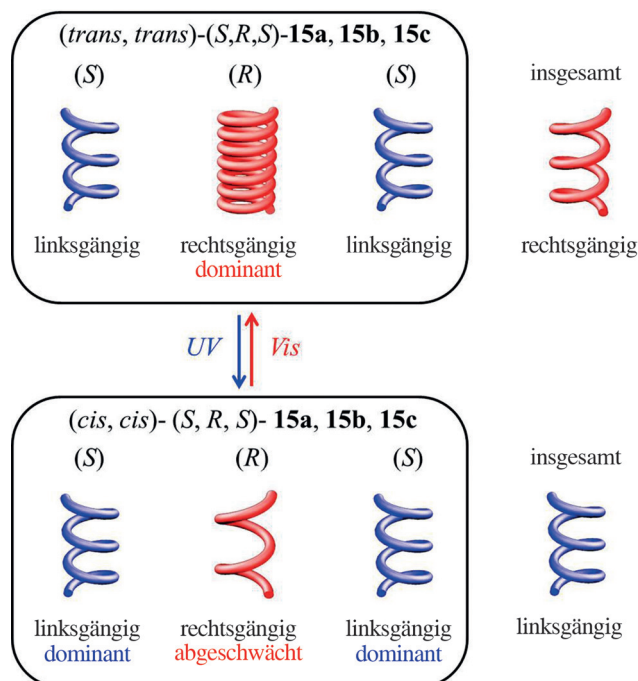 (trans, trans)-(S,R,S)-15a, 15b, 15c
(S) (R) (S) insgesamt
linksgängig rechtsgängig linksgängig rechtsgängig
dominant
UV Vis
(cis, cis)- (S, R, S)- 15a, 15b, 15c
(S) (R) (S) insgesamt
linksgängig rechtsgängig linksgängig linksgängig
dominant abgeschwächt dominant